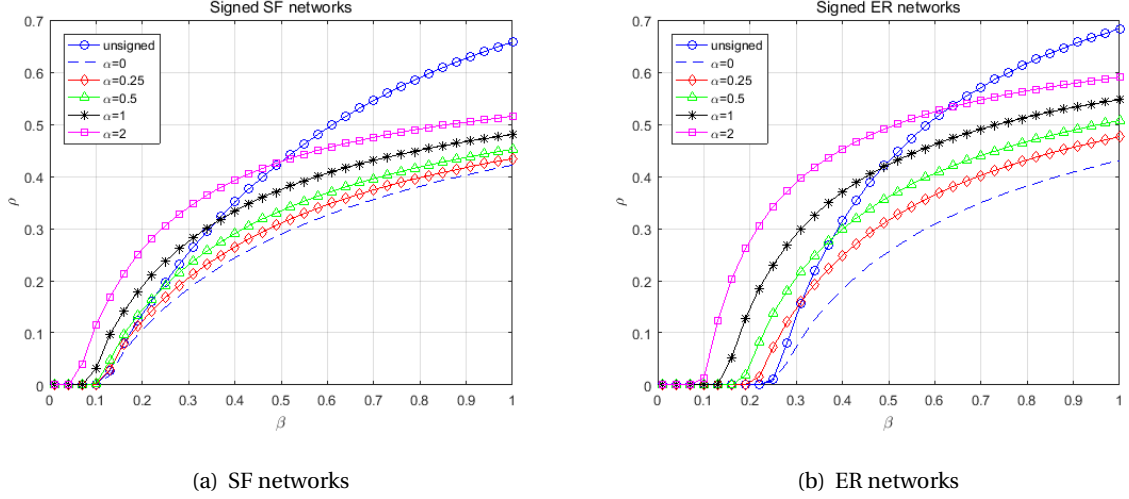 Signed SF networks
0.7
0.6
0.5
0.4
0.3
0.2
0.1
0
ρ
unsigned
α=0
α=0.25
α=0.5
α=1
α=2
0 0.1 0.2 0.3 0.4 0.5 0.6 0.7 0.8 0.9 1
β
(a) SF networks
Signed ER networks
0.7
0.6
0.5
0.4
0.3
0.2
0.1
0
ρ
unsigned
α=0
α=0.25
α=0.5
α=1
α=2
0 0.1 0.2 0.3 0.4 0.5 0.6 0.7 0.8 0.9 1
β
(b) ER networks